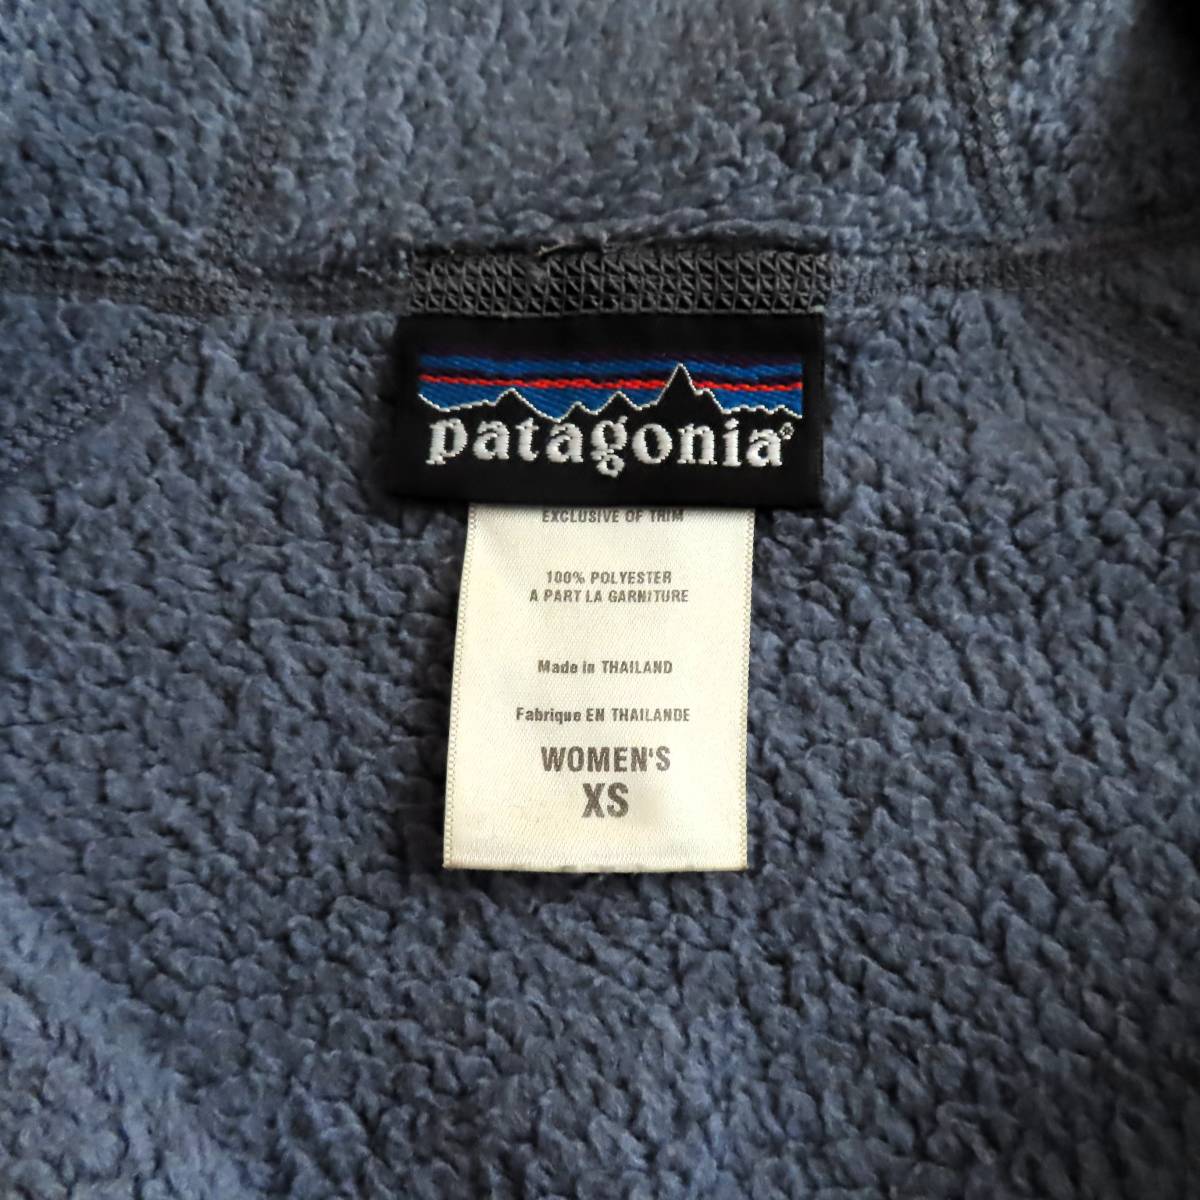 patagonia®
EXCLUSIVE OF TRIM
100% POLYESTER
A PART LA GARNITURE
Made in THAILAND
Fabrique EN THAILANDE
WOMEN'S
XS